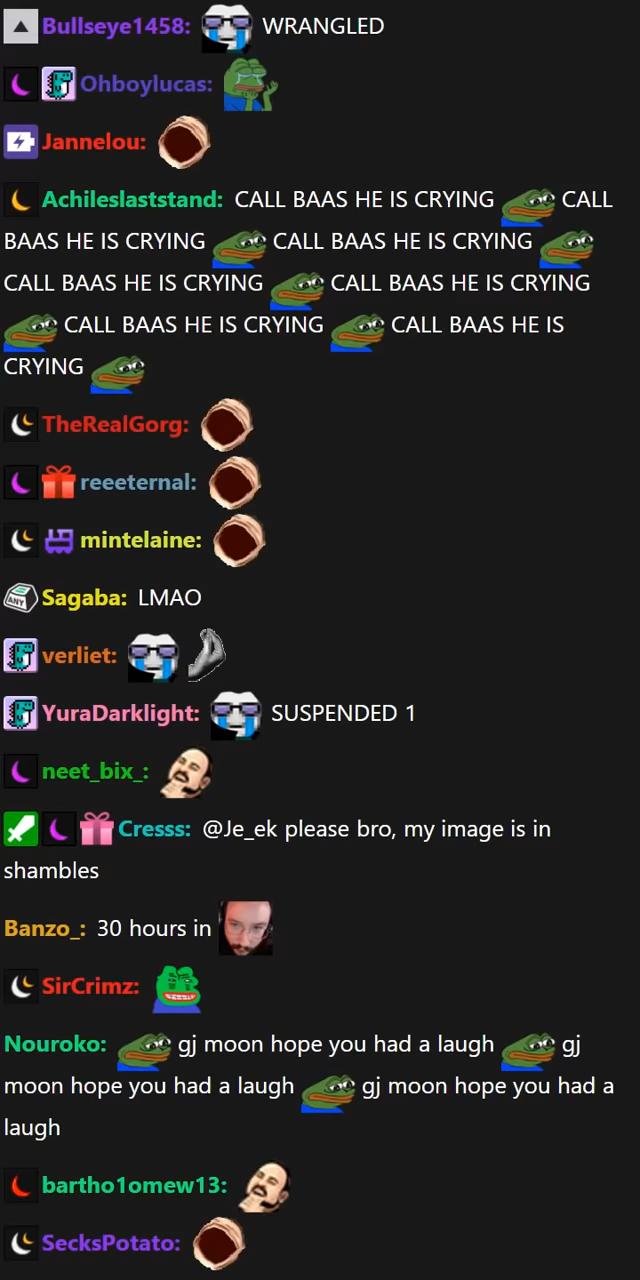 Bullseye1458: WRANGLED
Ohboylucas:
Jannelou:
Achileslaststand: CALL BAAS HE IS CRYING CALL
BAAS HE IS CRYING CALL BAAS HE IS CRYING
CALL BAAS HE IS CRYING CALL BAAS HE IS CRYING
CALL BAAS HE IS CRYING CALL BAAS HE IS
CRYING
TheRealGorg:
reeeternal:
mintelaine:
ANY Sagaba: LMAO
verliet:
YuraDarklight: SUSPENDED 1
neet_bix_:
Cresss: @Je_ek please bro, my image is in
shambles
Banzo_: 30 hours in
SirCrimz:
Nouroko: gj moon hope you had a laugh gj
moon hope you had a laugh gj moon hope you had a
laugh
bartho1omew13:
SecksPotato: